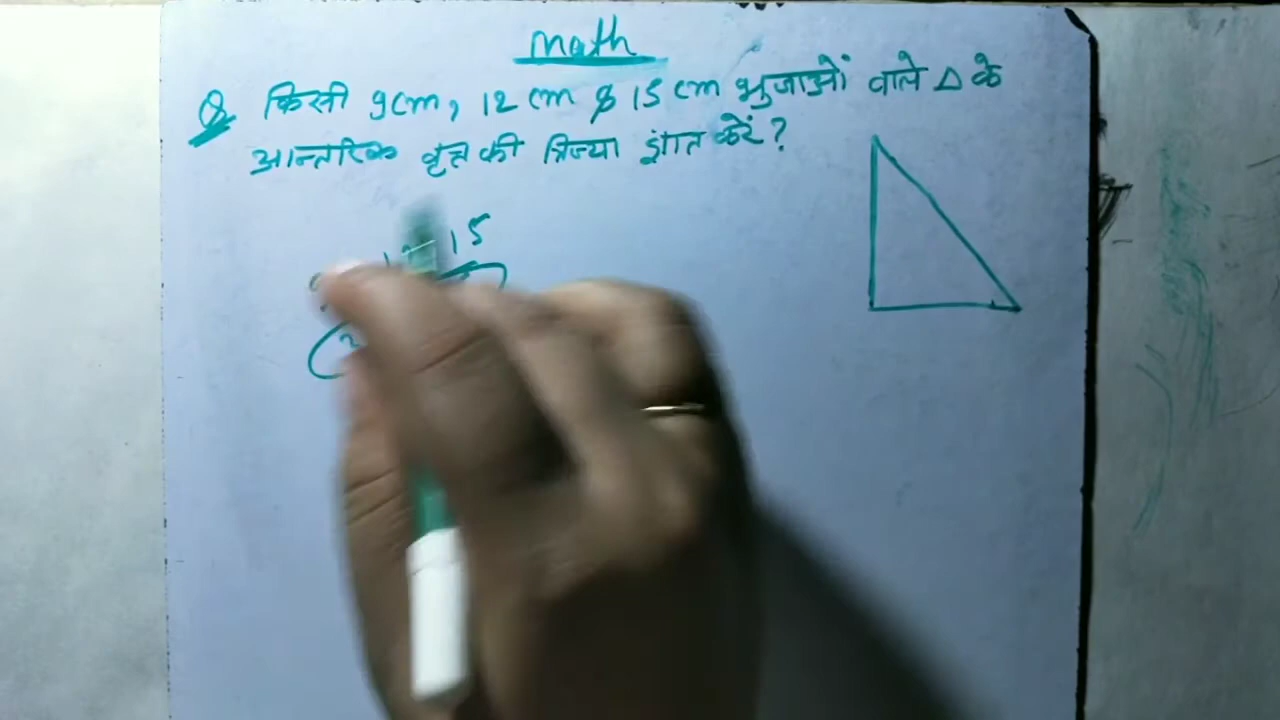 Math
Q किसी 9cm, 12 cm & 15 cm भुजाओं वाले Δ के
आन्तरिक वृत्त की त्रिज्या ज्ञात करें?
15